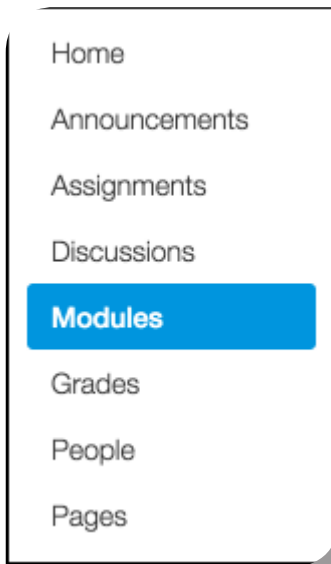 Home
Announcements
Assignments
Discussions
Modules
Grades
People
Pages